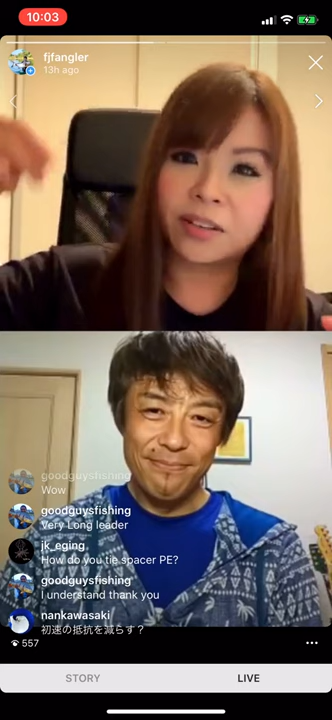 10:03
fjfangler
13h ago
goodguysfishing
Wow
goodguysfishing
Very Long leader
jk_eging
How do you tie spacer PE?
goodguysfishing
I understand thank you
nankawasaki
初速の抵抗を減らす？
557
STORY LIVE